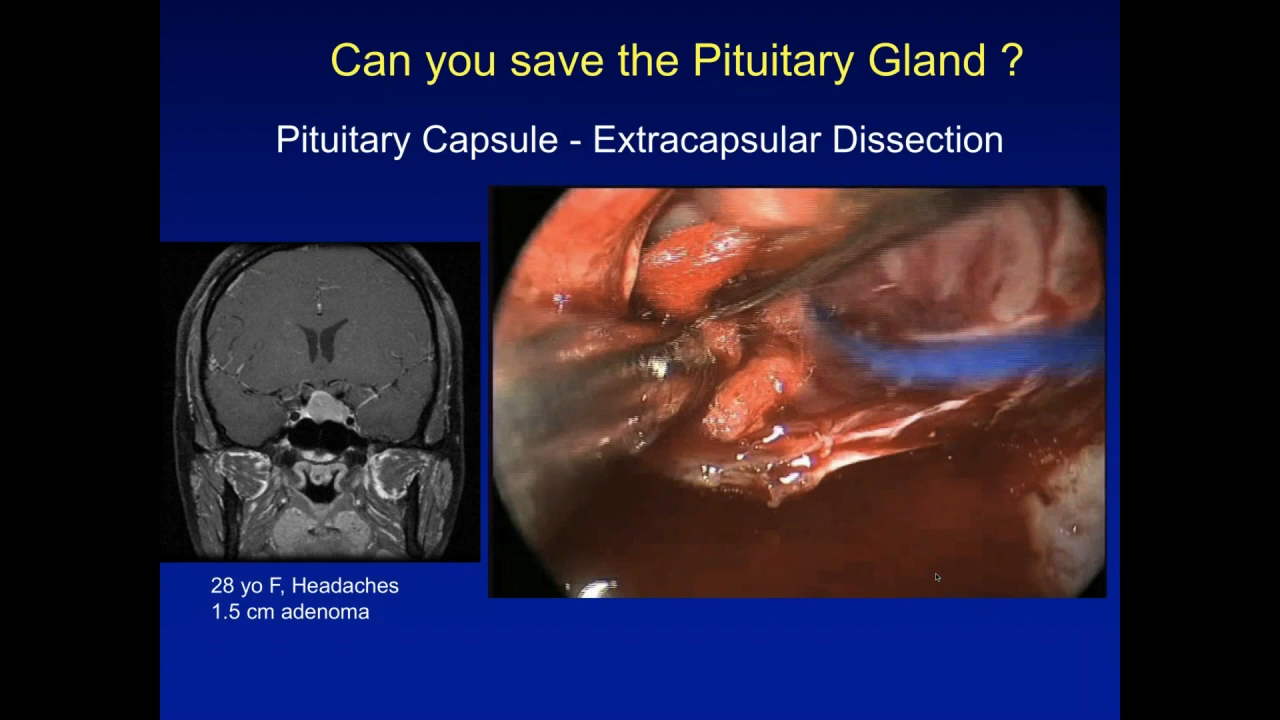 Can you save the Pituitary Gland ?
Pituitary Capsule - Extracapsular Dissection
28 yo F, Headaches
1.5 cm adenoma